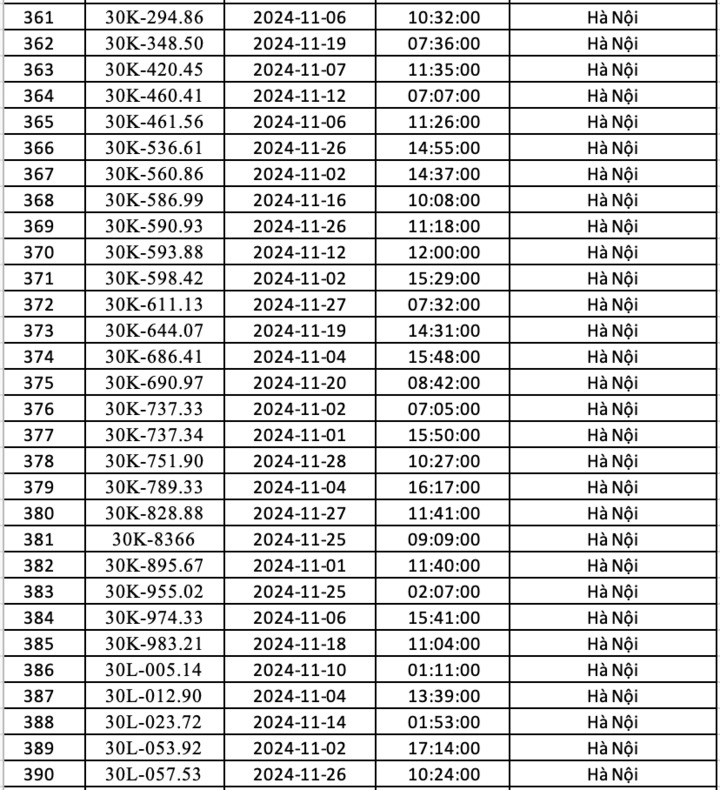 361 30K-294.86 2024-11-06 10:32:00 Hà Nội
362 30K-348.50 2024-11-19 07:36:00 Hà Nội
363 30K-420.45 2024-11-07 11:35:00 Hà Nội
364 30K-460.41 2024-11-12 07:07:00 Hà Nội
365 30K-461.56 2024-11-06 11:26:00 Hà Nội
366 30K-536.61 2024-11-26 14:55:00 Hà Nội
367 30K-560.86 2024-11-02 14:37:00 Hà Nội
368 30K-586.99 2024-11-16 10:08:00 Hà Nội
369 30K-590.93 2024-11-26 11:18:00 Hà Nội
370 30K-593.88 2024-11-12 12:00:00 Hà Nội
371 30K-598.42 2024-11-02 15:29:00 Hà Nội
372 30K-611.13 2024-11-27 07:32:00 Hà Nội
373 30K-644.07 2024-11-19 14:31:00 Hà Nội
374 30K-686.41 2024-11-04 15:48:00 Hà Nội
375 30K-690.97 2024-11-20 08:42:00 Hà Nội
376 30K-737.33 2024-11-02 07:05:00 Hà Nội
377 30K-737.34 2024-11-01 15:50:00 Hà Nội
378 30K-751.90 2024-11-28 10:27:00 Hà Nội
379 30K-789.33 2024-11-04 16:17:00 Hà Nội
380 30K-828.88 2024-11-27 11:41:00 Hà Nội
381 30K-8366 2024-11-25 09:09:00 Hà Nội
382 30K-895.67 2024-11-01 11:40:00 Hà Nội
383 30K-955.02 2024-11-25 02:07:00 Hà Nội
384 30K-974.33 2024-11-06 15:41:00 Hà Nội
385 30K-983.21 2024-11-18 11:04:00 Hà Nội
386 30L-005.14 2024-11-10 01:11:00 Hà Nội
387 30L-012.90 2024-11-04 13:39:00 Hà Nội
388 30L-023.72 2024-11-14 01:53:00 Hà Nội
389 30L-053.92 2024-11-02 17:14:00 Hà Nội
390 30L-057.53 2024-11-26 10:24:00 Hà Nội